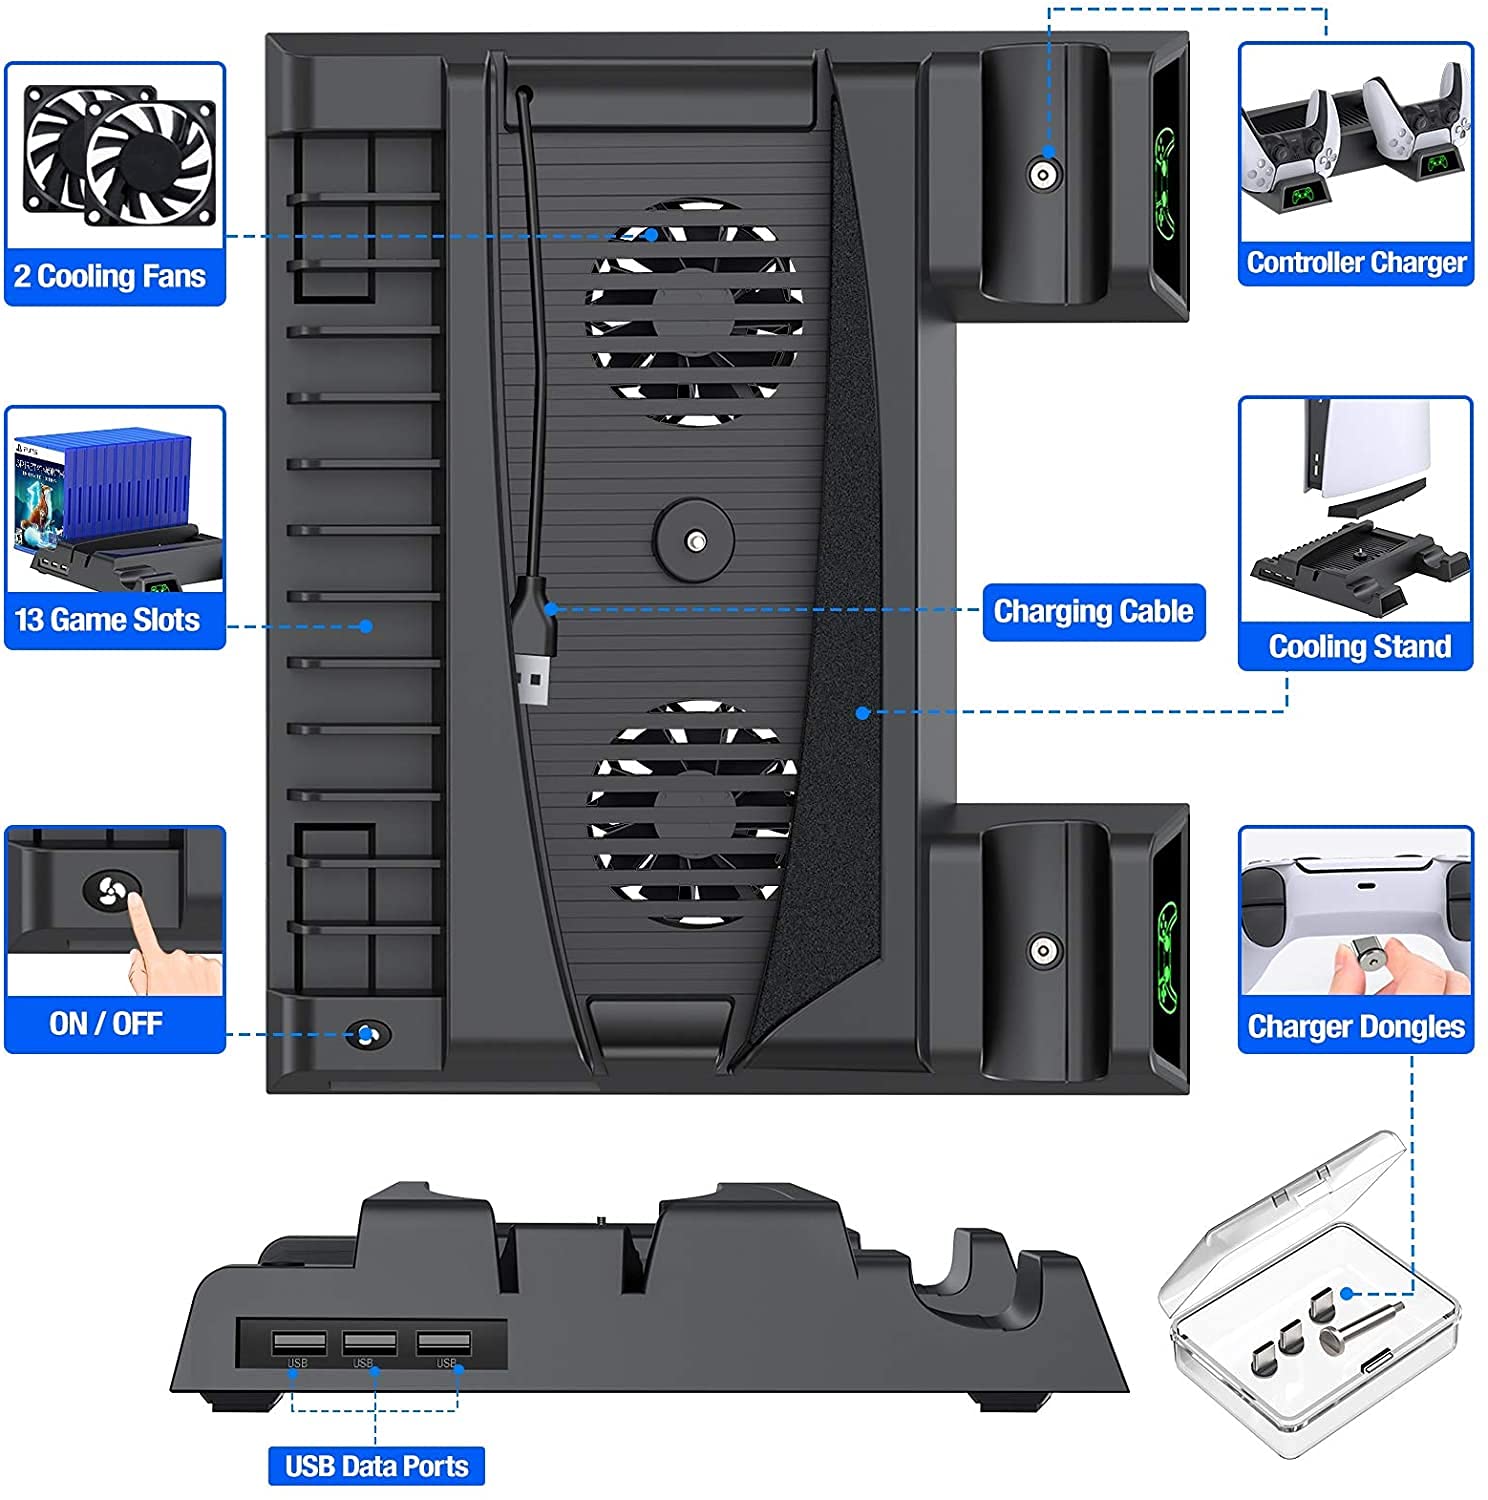 2 Cooling Fans
Controller Charger
13 Game Slots
Charging Cable
Cooling Stand
ON / OFF
Charger Dongles
USB
USB
USB
USB Data Ports